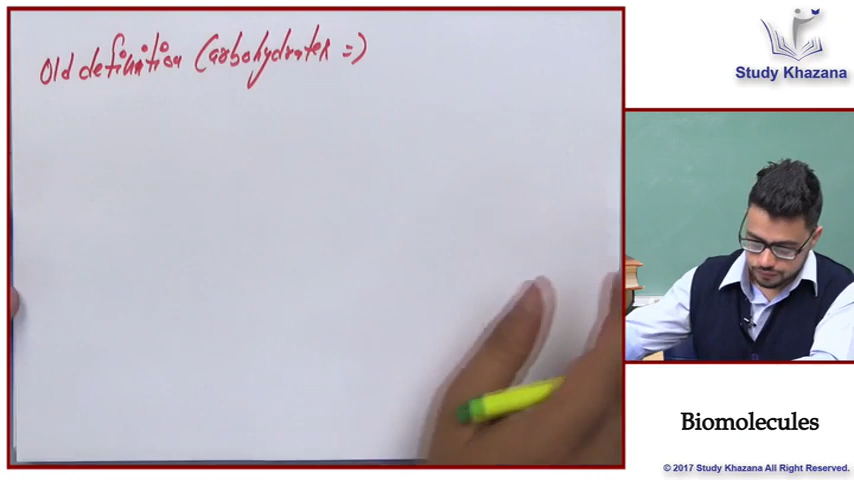 Old definition (carbohydrates =)
Study Khazana
Biomolecules
© 2017 Study Khazana All Right Reserved.